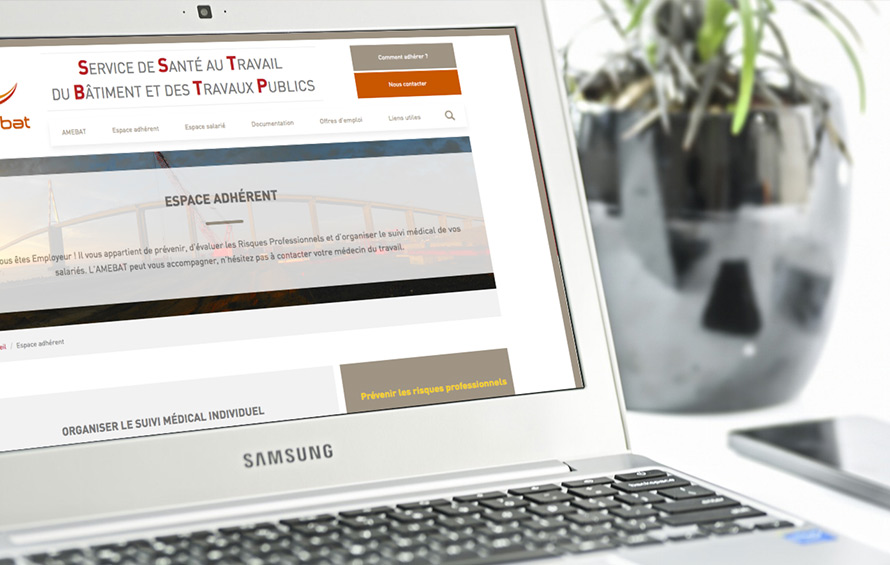 SERVICE DE SANTÉ AU TRAVAIL
DU BÂTIMENT ET DES TRAVAUX PUBLICS
Comment adhérer ?
Nous contacter
bat
AMEBAT
Espace adhérent
Espace salarié
Documentation
Offres d'emploi
Liens utiles
ESPACE ADHÉRENT
ous êtes Employeur ! Il vous appartient de prévenir, d'évaluer les Risques Professionnels et d'organiser le suivi médical de vos
salariés. L'AMEBAT peut vous accompagner, n'hésitez pas à contacter votre médecin du travail.
eil / Espace adhérent
ORGANISER LE SUIVI MÉDICAL INDIVIDUEL
Prévenir les risques professionnels
SAMSUNG
backspace